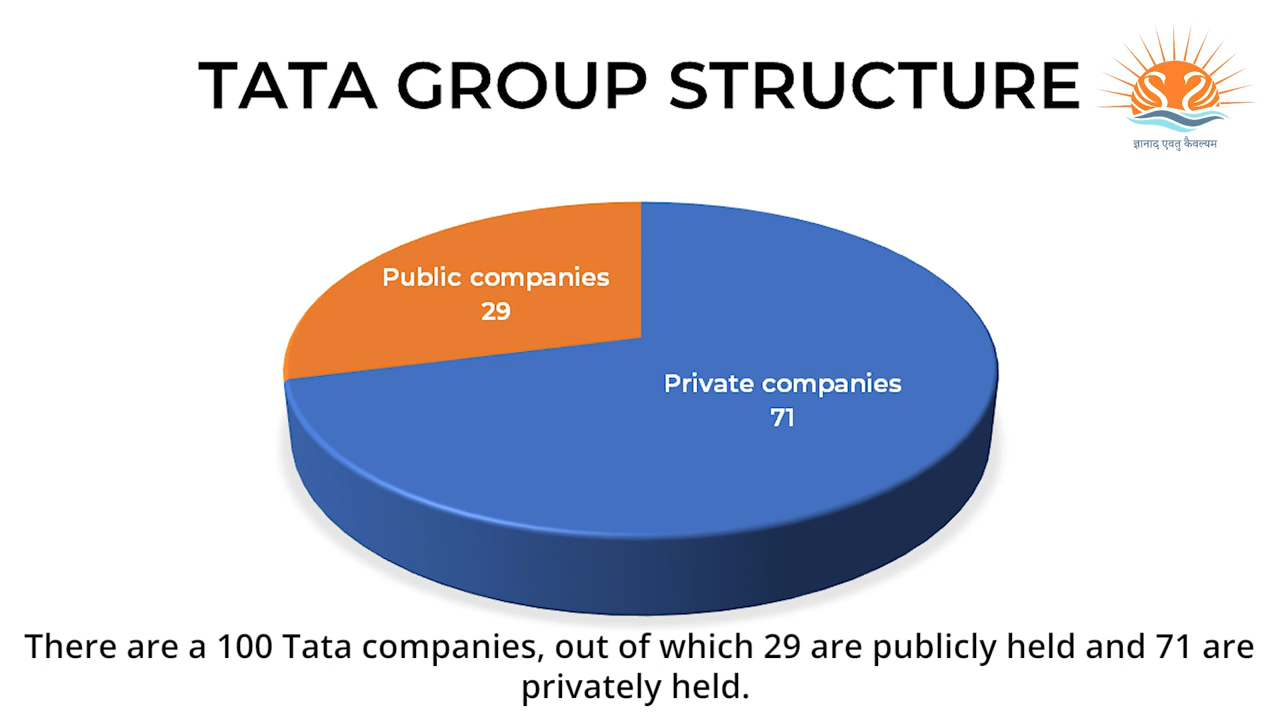 TATA GROUP STRUCTURE
ज्ञानाद् एवतु कैवल्यम
Public companies
29
Private companies
71
There are a 100 Tata companies, out of which 29 are publicly held and 71 are
privately held.